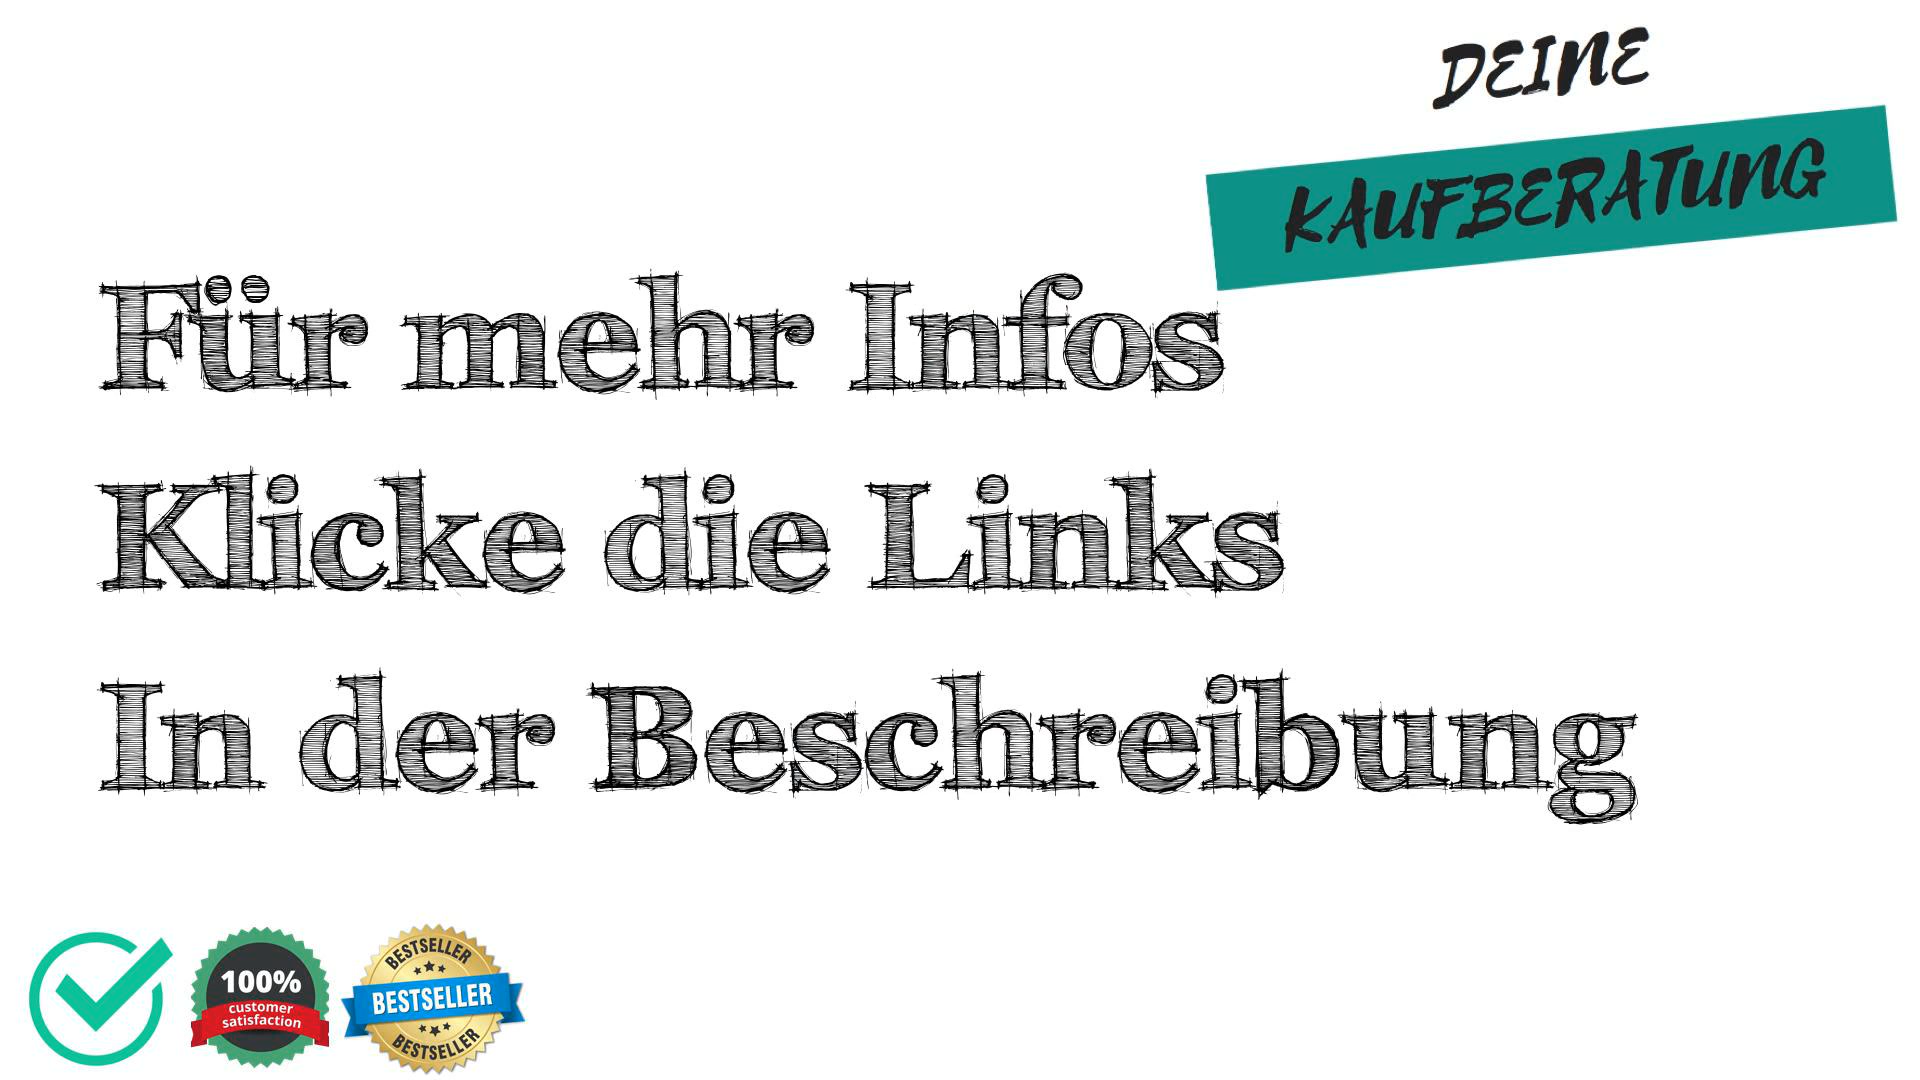 DEINE
KAUFBERATUNG
Für mehr Infos
Klicke die Links
In der Beschreibung
100%
customer
satisfaction
BESTSELLER
BESTSELLER
BESTSELLER